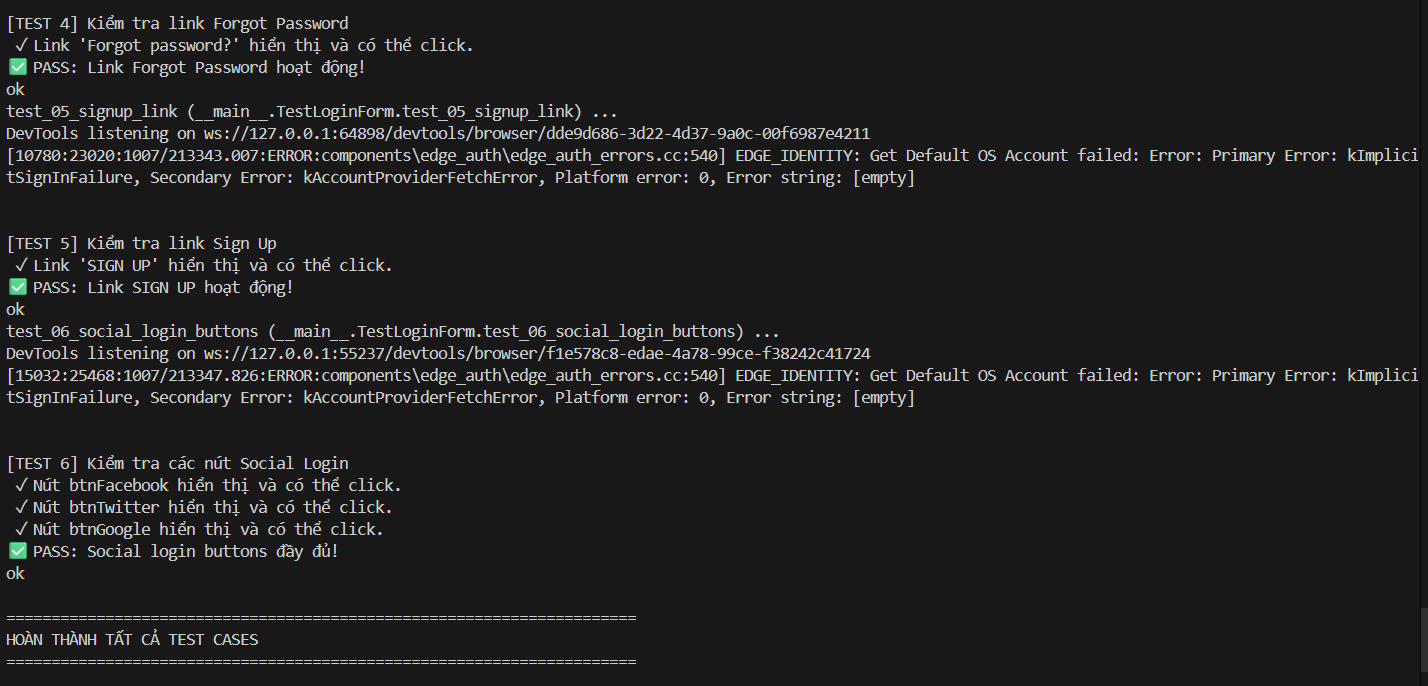 [TEST 4] Kiểm tra link Forgot Password
✓ Link 'Forgot password?' hiển thị và có thể click.
✅ PASS: Link Forgot Password hoạt động!
ok
test_05_signup_link (__main__.TestLoginForm.test_05_signup_link) ...
DevTools listening on ws://127.0.0.1:64898/devtools/browser/dde9d686-3d22-4d37-9a0c-00f6987e4211
[10780:23020:1007/213343.007:ERROR:components\edge_auth\edge_auth_errors.cc:540] EDGE_IDENTITY: Get Default OS Account failed: Error: Primary Error: kImplici
tSignInFailure, Secondary Error: kAccountProviderFetchError, Platform error: 0, Error string: [empty]
[TEST 5] Kiểm tra link Sign Up
✓ Link 'SIGN UP' hiển thị và có thể click.
✅ PASS: Link SIGN UP hoạt động!
ok
test_06_social_login_buttons (__main__.TestLoginForm.test_06_social_login_buttons) ...
DevTools listening on ws://127.0.0.1:55237/devtools/browser/f1e578c8-edae-4a78-99ce-f38242c41724
[15032:25468:1007/213347.826:ERROR:components\edge_auth\edge_auth_errors.cc:540] EDGE_IDENTITY: Get Default OS Account failed: Error: Primary Error: kImplici
tSignInFailure, Secondary Error: kAccountProviderFetchError, Platform error: 0, Error string: [empty]
[TEST 6] Kiểm tra các nút Social Login
✓ Nút btnFacebook hiển thị và có thể click.
✓ Nút btnTwitter hiển thị và có thể click.
✓ Nút btnGoogle hiển thị và có thể click.
✅ PASS: Social login buttons đầy đủ!
ok
======================================================================
HOÀN THÀNH TẤT CẢ TEST CASES
======================================================================